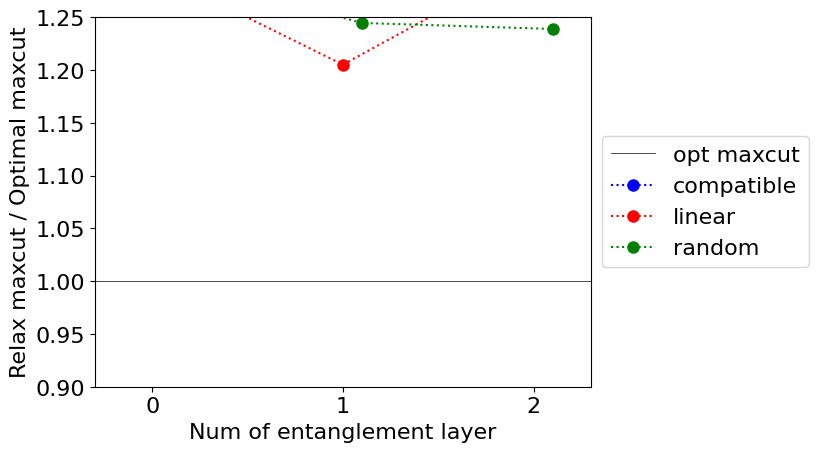 Relax maxcut / Optimal maxcut
1.25
1.20
1.15
1.10
1.05
1.00
0.95
0.90
0 1 2
Num of entanglement layer
opt maxcut
compatible
linear
random